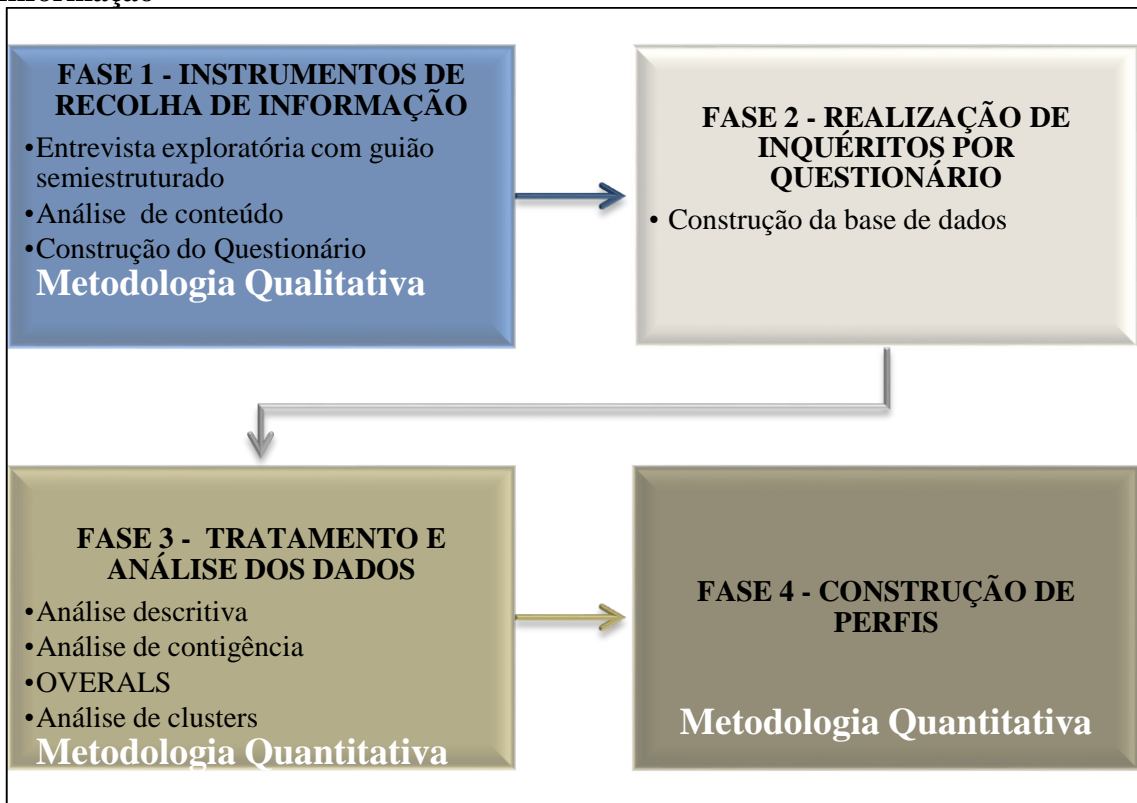 FASE 1 - INSTRUMENTOS DE
RECOLHA DE INFORMAÇÃO
•Entrevista exploratória com guião
semiestruturado
•Análise de conteúdo
•Construção do Questionário
Metodologia Qualitativa
FASE 2 - REALIZAÇÃO DE
INQUÉRITOS POR
QUESTIONÁRIO
• Construção da base de dados
FASE 3 - TRATAMENTO E
ANÁLISE DOS DADOS
•Análise descritiva
•Análise de contigência
•OVERALS
•Análise de clusters
Metodologia Quantitativa
FASE 4 - CONSTRUÇÃO DE
PERFIS
Metodologia Quantitativa